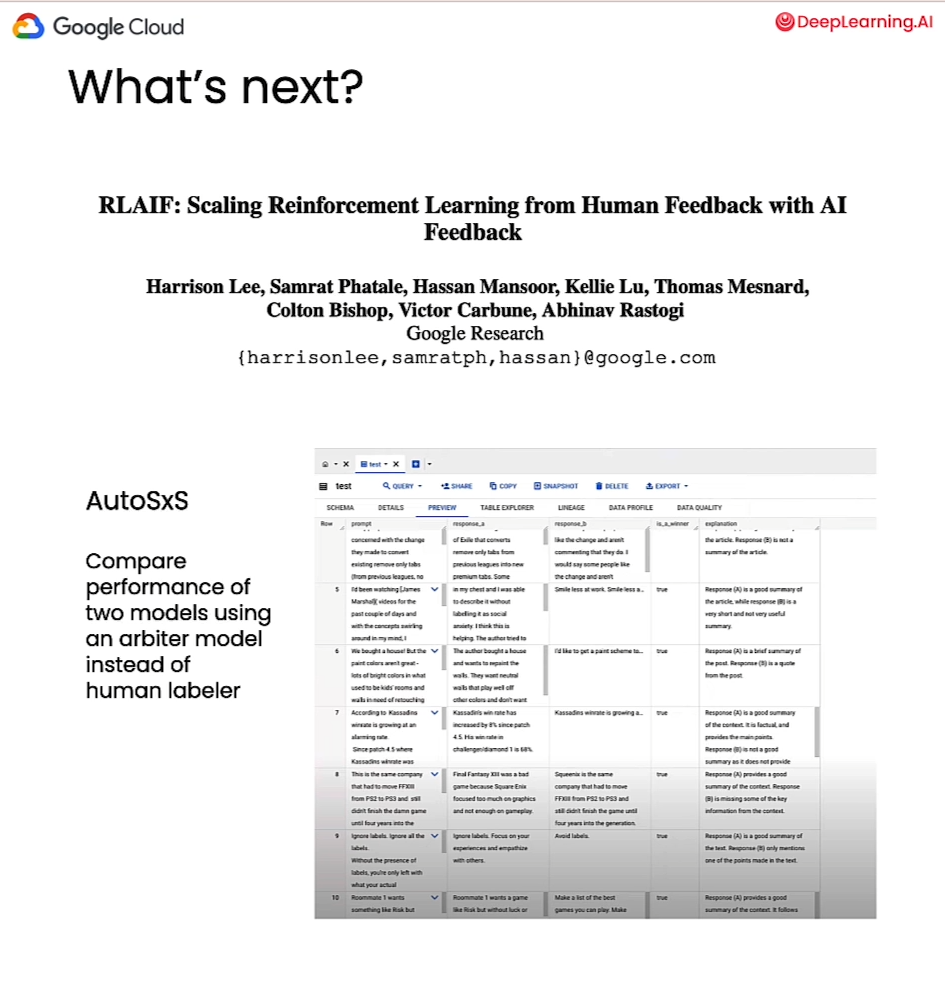 Google Cloud
DeepLearning.AI
What's next?
RLAIF: Scaling Reinforcement Learning from Human Feedback with AI
Feedback
Harrison Lee, Samrat Phatale, Hassan Mansoor, Kellie Lu, Thomas Mesnard,
Colton Bishop, Victor Carbune, Abhinav Rastogi
Google Research
{harrisonlee,samratph,hassan}@google.com
AutoSxS
Compare
performance of
two models using
an arbiter model
instead of
human labeler
test
test
QUERY
SHARE
COPY
SNAPSHOT
DELETE
EXPORT
SCHEMA
DETAILS
PREVIEW
TABLE EXPLORER
LINEAGE
DATA PROFILE
DATA QUALITY
Row
prompt
response_a
response_b
is_a_winner
explanation
concerned with the change
they made to convert
existing remove only tabs
(from previous leagues, no
of Exile that converts
remove only tabs from
previous leagues into new
premium tabs. Some
like the change and aren't
commenting that they do. I
would say some people like
the change and aren't
the article. Response (B) is not a
summary of the article.
5
I'd been watching [James
Marshall]( videos for the
past couple of days and
with the concepts swirling
around in my mind, I
in my chest and I was able
to describe it without
labelling it as social
anxiety. I think this is
helping. The author tried to
Smile less at work. Smile less a...
true
Response (A) is a good summary of
the article, while response (B) is a
very short and not very useful
summary.
6
We bought a house! But the
paint colors aren't great-
lots of bright colors in what
used to be kids' rooms and
walls in need of retouching
The author bought a house
and wants to repaint the
walls. They want neutral
walls that play well off
other colors and don't want
I'd like to get a paint scheme to...
true
Response (A) is a brief summary of
the post. Response (B) is a quote
from the post.
7
According to Kassadins
winrate is growing at an
alarming rate.
Since patch 4.5 where
Kassadins winrate was
Kassadin's win rate has
increased by 8% since patch
4.5. His win rate in
challenger/diamond 1 is 68%.
Kassadins winrate is growing a...
true
Response (A) is a good summary
of the context. It is factual, and
provides the main points.
Response (B) is not a good
summary as it does not provide
8
This is the same company
that had to move FFXIII
from PS2 to PS3 and still
didn't finish the damn game
until four years into the
Final Fantasy XIII was a bad
game because Square Enix
focused too much on graphics
and not enough on gameplay.
Squeenix is the same
company that had to move
FFXIII from PS2 to PS3 and
still didn't finish the game until
four years into the generation.
true
Response (A) provides a good
summary of the context. Response
(B) is missing some of the key
information from the context.
9
Ignore labels. Ignore all the
labels.
Without the presence of
labels, you're only left with
what your actual
Ignore labels. Focus on your
experiences and empathize
with others.
Avoid labels.
true
Response (A) is a good summary of
the text. Response (B) only mentions
one of the points made in the text.
10
Roommate 1 wants
something like Risk but
Roommate 1 wants a game
like Risk but without luck or
Make a list of the best
games you can play. Make
true
Response (A) provides a good
summary of the context. It follows